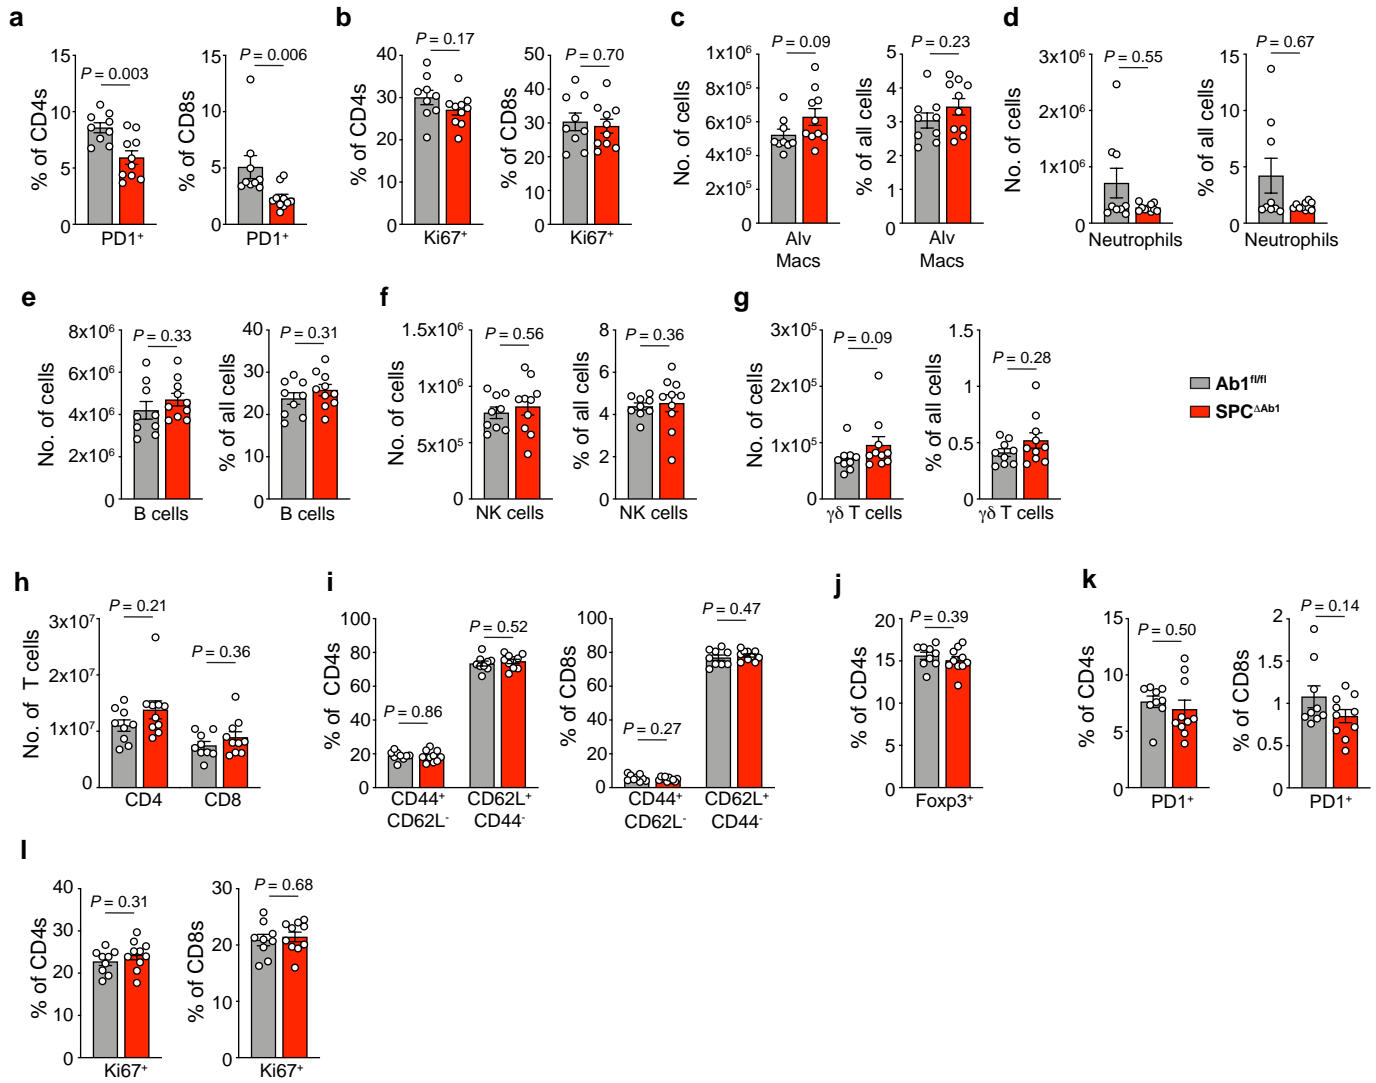 a
% of CD4s
15
10
5
0
P = 0.003
PD1⁺
% of CD8s
15
10
5
0
P = 0.006
PD1⁺
b
% of CD4s
40
30
20
10
0
P = 0.17
Ki67⁺
% of CD8s
50
40
30
20
10
0
P = 0.70
Ki67⁺
c
No. of cells
1x10⁶
8x10⁵
6x10⁵
4x10⁵
2x10⁵
0
P = 0.09
Alv
Macs
% of all cells
5
4
3
2
1
0
P = 0.23
Alv
Macs
d
No. of cells
3x10⁶
2x10⁶
1x10⁶
0
P = 0.55
Neutrophils
% of all cells
15
10
5
0
P = 0.67
Neutrophils
e
No. of cells
8x10⁶
6x10⁶
4x10⁶
2x10⁶
0
P = 0.33
B cells
% of all cells
40
30
20
10
0
P = 0.31
B cells
f
No. of cells
1.5x10⁶
1x10⁶
5x10⁵
0
P = 0.56
NK cells
% of all cells
8
6
4
2
0
P = 0.36
NK cells
g
No. of cells
3x10⁵
2x10⁵
1x10⁵
0
P = 0.09
γδ T cells
% of all cells
1.5
1
0.5
0
P = 0.28
γδ T cells
Ab1ᶠˡ/ᶠˡ
SPCᐞᴬᵇ¹
h
No. of T cells
3x10⁷
2x10⁷
1x10⁷
0
P = 0.21
P = 0.36
CD4 CD8
i
% of CD4s
100
80
60
40
20
0
P = 0.86
P = 0.52
CD44⁺ CD62L⁺
CD62L⁻ CD44⁻
% of CD8s
100
80
60
40
20
0
P = 0.27
P = 0.47
CD44⁺ CD62L⁺
CD62L⁻ CD44⁻
j
% of CD4s
20
15
10
5
0
P = 0.39
Foxp3⁺
k
% of CD4s
15
10
5
0
P = 0.50
PD1⁺
% of CD8s
2
1.5
1
0.5
0
P = 0.14
PD1⁺
l
% of CD4s
40
30
20
10
0
P = 0.31
Ki67⁺
% of CD8s
30
20
10
0
P = 0.68
Ki67⁺